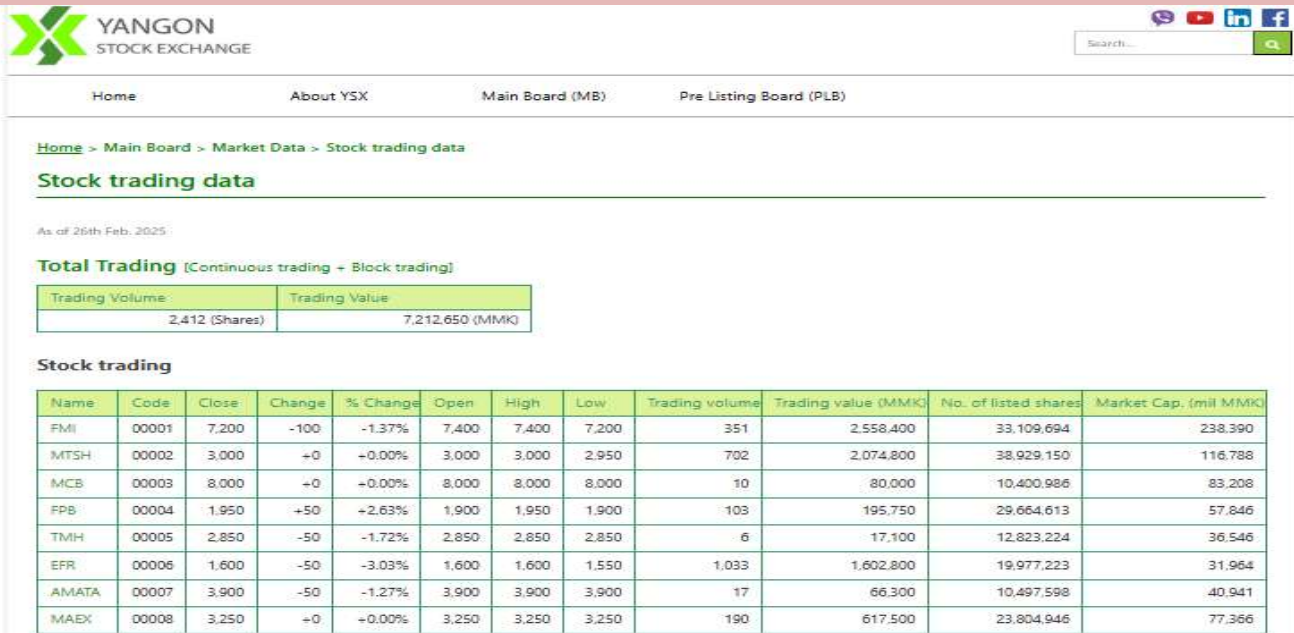 YANGON
STOCK EXCHANGE
in f
Search...
Home About YSX Main Board (MB) Pre Listing Board (PLB)
Home > Main Board > Market Data > Stock trading data
Stock trading data
As of 26th Feb. 2025
Total Trading [Continuous trading + Block trading]
Trading Volume Trading Value
2,412 (Shares) 7,212,650 (MMK)
Stock trading
Name Code Close Change % Change Open High Low Trading volume Trading value (MMK) No. of listed shares Market Cap. (mil MMK)
FMI 00001 7,200 -100 -1.37% 7,400 7,400 7,200 351 2,558,400 33,109,694 238,390
MTSH 00002 3,000 +0 +0.00% 3,000 3,000 2,950 702 2,074,800 38,929,150 116,788
MCB 00003 8,000 +0 +0.00% 8,000 8,000 8,000 10 80,000 10,400,986 83,208
FPB 00004 1,950 +50 +2.63% 1,900 1,950 1,900 103 195,750 29,664,613 57,846
TMH 00005 2,850 -50 -1.72% 2,850 2,850 2,850 6 17,100 12,823,224 36,546
EFR 00006 1,600 -50 -3.03% 1,600 1,600 1,550 1,033 1,602,800 19,977,223 31,964
AMATA 00007 3,900 -50 -1.27% 3,900 3,900 3,900 17 66,300 10,497,598 40,941
MAEX 00008 3,250 +0 +0.00% 3,250 3,250 3,250 190 617,500 23,804,946 77,366